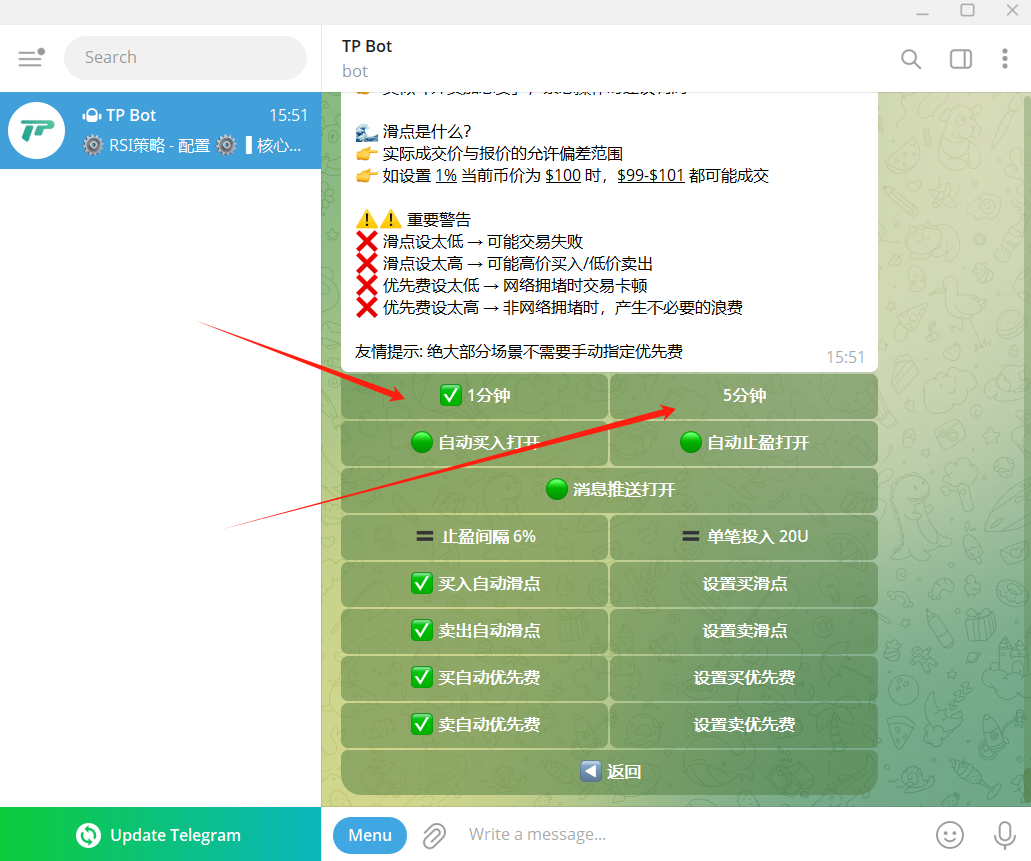 Search
TP Bot
bot
TP Bot
15:51
RSI策略 - 配置 ▌核心...
滑点是什么?
实际成交价与报价的允许偏差范围
如设置 1% 当前币价为 $100 时，$99-$101 都可能成交
重要警告
滑点设太低 → 可能交易失败
滑点设太高 → 可能高价买入/低价卖出
优先费设太低 → 网络拥堵时交易卡顿
优先费设太高 → 非网络拥堵时，产生不必要的浪费
友情提示: 绝大部分场景不需要手动指定优先费
15:51
1分钟
5分钟
自动买入打开
自动止盈打开
消息推送打开
止盈间隔 6%
单笔投入 20U
买入自动滑点
设置买滑点
卖出自动滑点
设置卖滑点
买自动优先费
设置买优先费
卖自动优先费
设置卖优先费
返回
Update Telegram
Menu
Write a message...